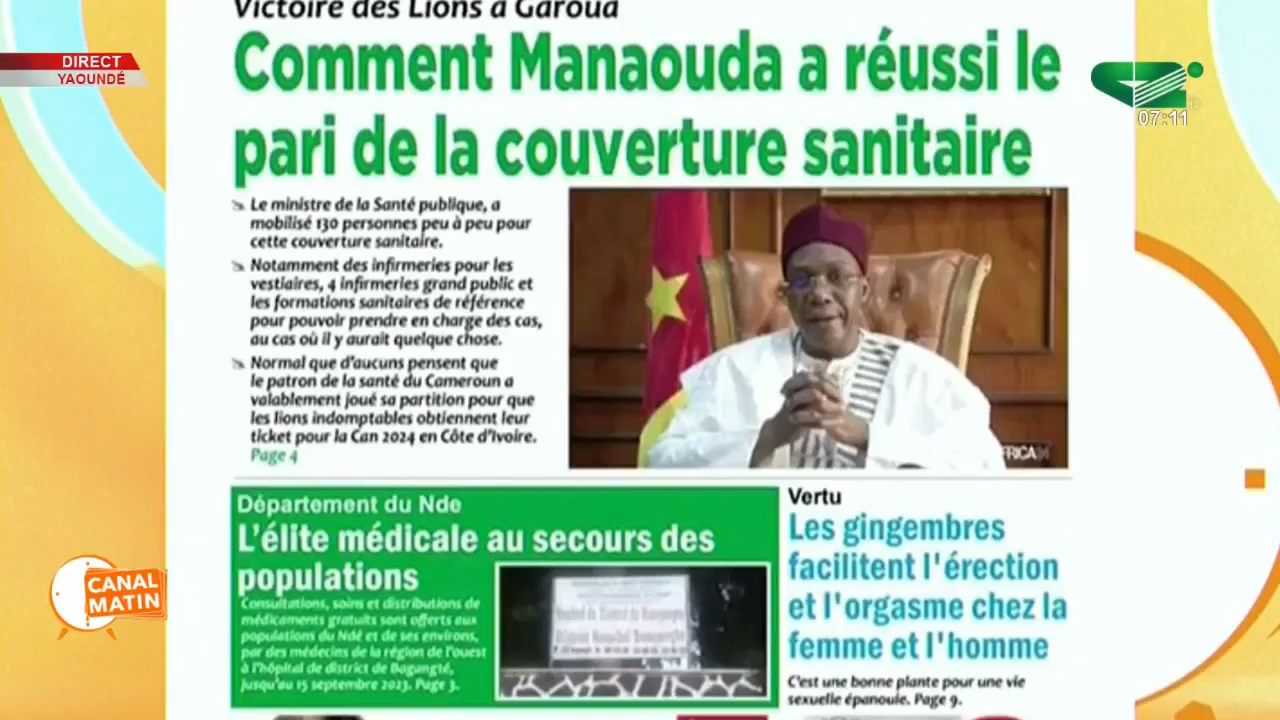 Victoire des Lions à Garoua
DIRECT
YAOUNDÉ
07:11
Comment Manaouda a réussi le
pari de la couverture sanitaire
Le ministre de la Santé publique, a
mobilisé 130 personnes peu à peu pour
cette couverture sanitaire.
Notamment des infirmeries pour les
vestiaires, 4 infirmeries grand public et
les formations sanitaires de référence
pour pouvoir prendre en charge des cas,
au cas où il y aurait quelque chose.
Normal que d'aucuns pensent que
le patron de la santé du Cameroun a
valablement joué sa partition pour que
les lions indomptables obtiennent leur
ticket pour la Can 2024 en Côte d'Ivoire.
Page 4
Département du Nde
L'élite médicale au secours des
populations
Consultations, soins et distributions de
médicaments gratuits sont offerts aux
populations du Ndé et de ses environs,
par des médecins de la région de l'ouest
à l'hôpital de district de Bagangté,
jusqu'au 15 septembre 2023. Page 3.
Vertu
Les gingembres
facilitent l'érection
et l'orgasme chez la
femme et l'homme
C'est une bonne plante pour une vie
sexuelle épanouie. Page 9.
CANAL
MATIN